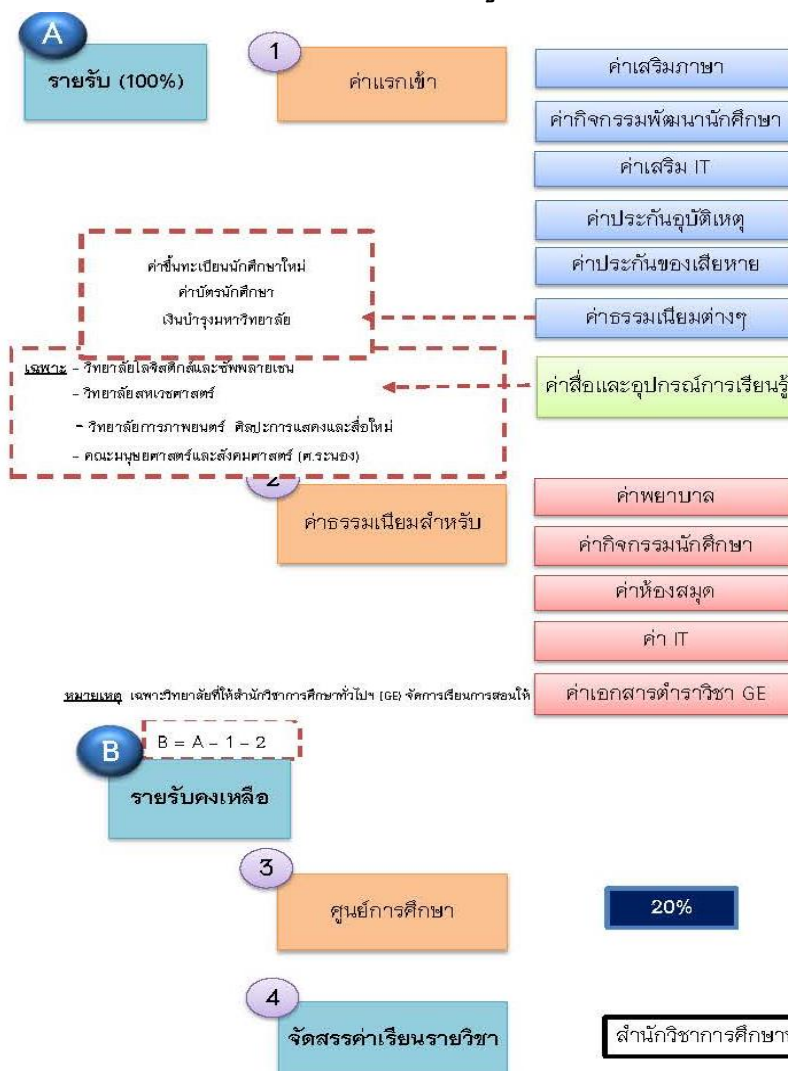 A
รายรับ (100%)
1
ค่าแรกเข้า
ค่าเสริมภาษา
ค่ากิจกรรมพัฒนานักศึกษา
ค่าเสริม IT
ค่าประกันอุบัติเหตุ
ค่าประกันของเสียหาย
ค่าธรรมเนียมต่างๆ
ค่าขึ้นทะเบียนนักศึกษาใหม่
ค่าบัตรนักศึกษา
เงินบำรุงมหาวิทยาลัย
ค่าสื่อและอุปกรณ์การเรียนรู้
เฉพาะ - วิทยาลัยโลจิสติกส์และซัพพลายเชน
- วิทยาลัยสหเวชศาสตร์
- วิทยาลัยการภาพยนตร์ ศิลปะการแสดงและสื่อใหม่
- คณะมนุษยศาสตร์และสังคมศาสตร์ (ศ.ระนอง)
2
ค่าธรรมเนียมสำหรับ
ค่าพยาบาล
ค่ากิจกรรมนักศึกษา
ค่าห้องสมุด
ค่า IT
ค่าเอกสารตำราวิชา GE
หมายเหตุ เฉพาะวิทยาลัยที่ให้สำนักวิชาการศึกษาทั่วไปฯ (GE) จัดการเรียนการสอนให้
B
B = A - 1 - 2
รายรับคงเหลือ
3
ศูนย์การศึกษา
20%
4
จัดสรรค่าเรียนรายวิชา
สำนักวิชาการศึกษา